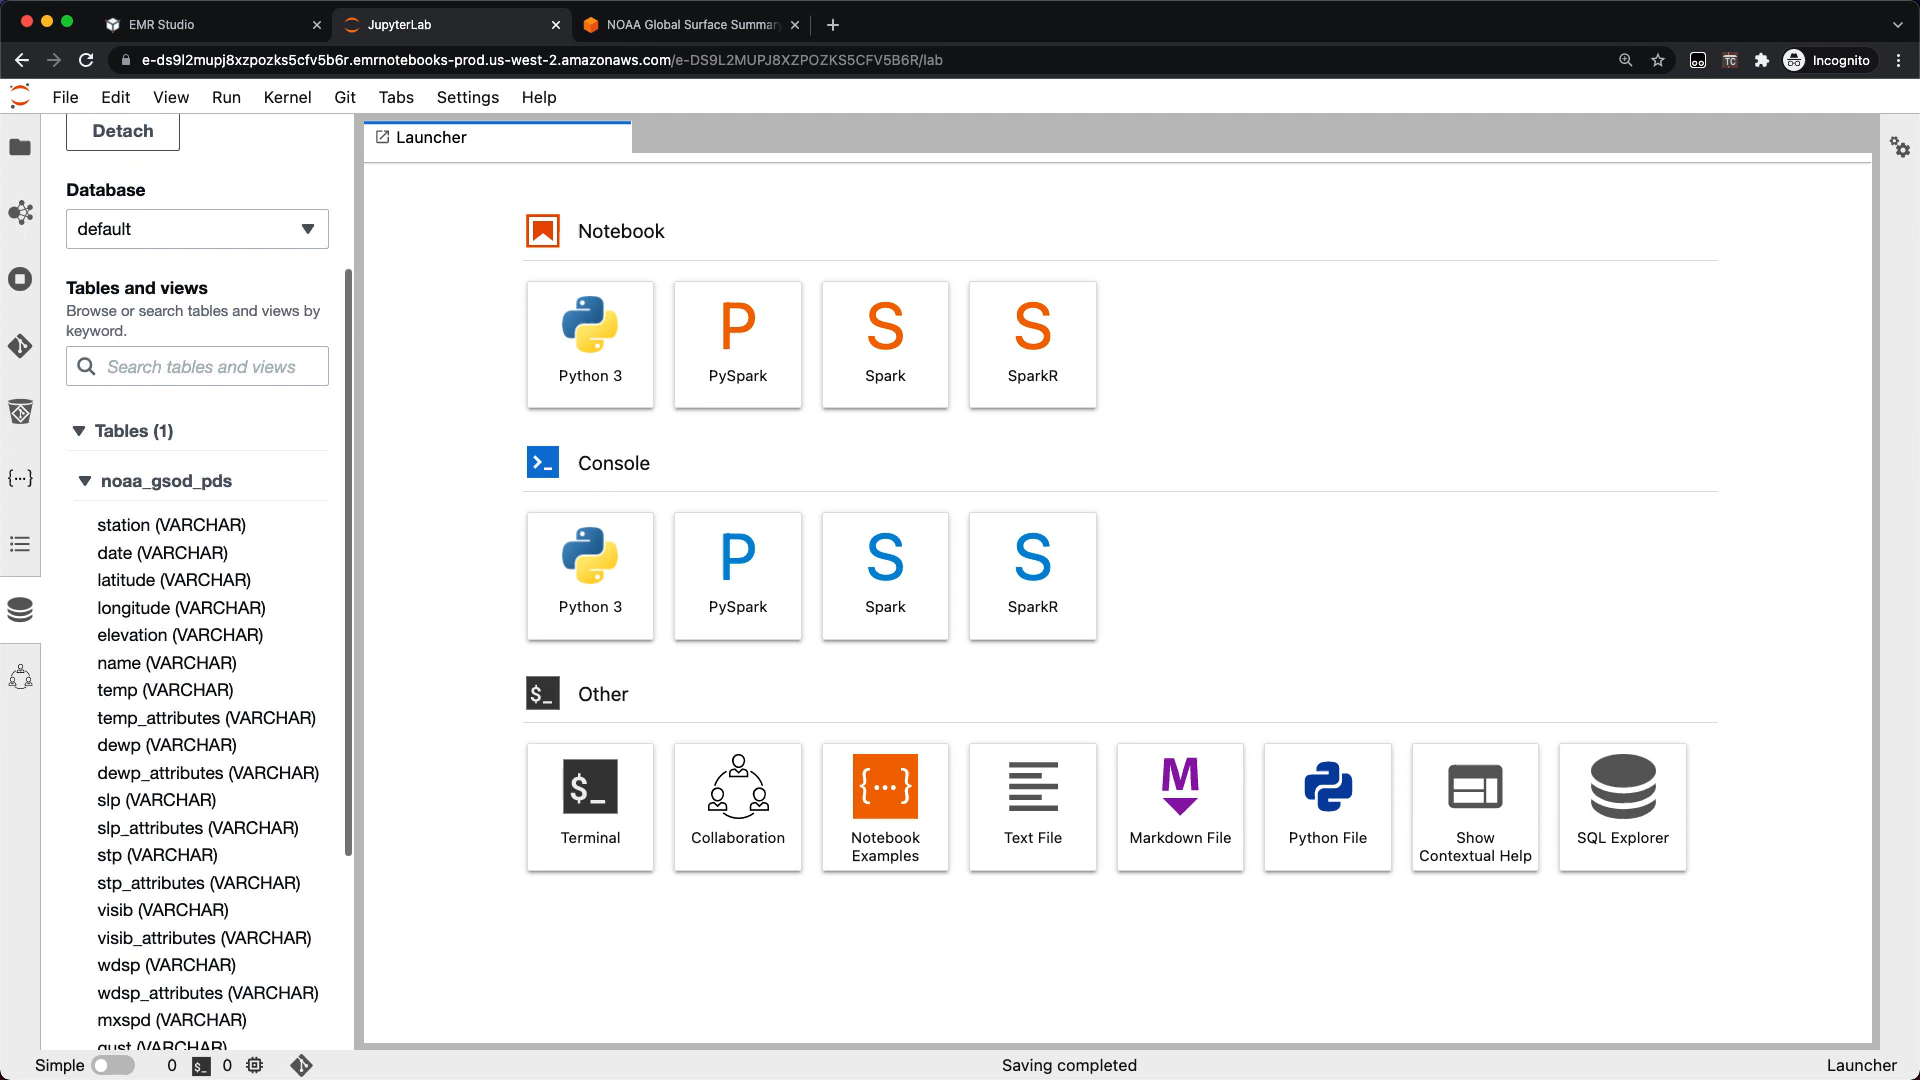 EMR Studio
JupyterLab
NOAA Global Surface Summar
e-ds9l2mupj8xzpozks5cfv5b6r.emrnotebooks-prod.us-west-2.amazonaws.com/e-DS9L2MUPJ8XZPOZKS5CFV5B6R/lab
TC
Incognito
File Edit View Run Kernel Git Tabs Settings Help
Detach
Launcher
Database
default
Tables and views
Browse or search tables and views by
keyword.
Search tables and views
Tables (1)
noaa_gsod_pds
station (VARCHAR)
date (VARCHAR)
latitude (VARCHAR)
longitude (VARCHAR)
elevation (VARCHAR)
name (VARCHAR)
temp (VARCHAR)
temp_attributes (VARCHAR)
dewp (VARCHAR)
dewp_attributes (VARCHAR)
slp (VARCHAR)
slp_attributes (VARCHAR)
stp (VARCHAR)
stp_attributes (VARCHAR)
visib (VARCHAR)
visib_attributes (VARCHAR)
wdsp (VARCHAR)
wdsp_attributes (VARCHAR)
mxspd (VARCHAR)
gust (VARCHAR)
Notebook
P S S
Python 3 PySpark Spark SparkR
>_ Console
P S S
Python 3 PySpark Spark SparkR
$_ Other
$_ {...} M
Terminal Collaboration Notebook Text File Markdown File Python File Show SQL Explorer
Examples Contextual Help
Simple 0 $_ 0 Saving completed Launcher